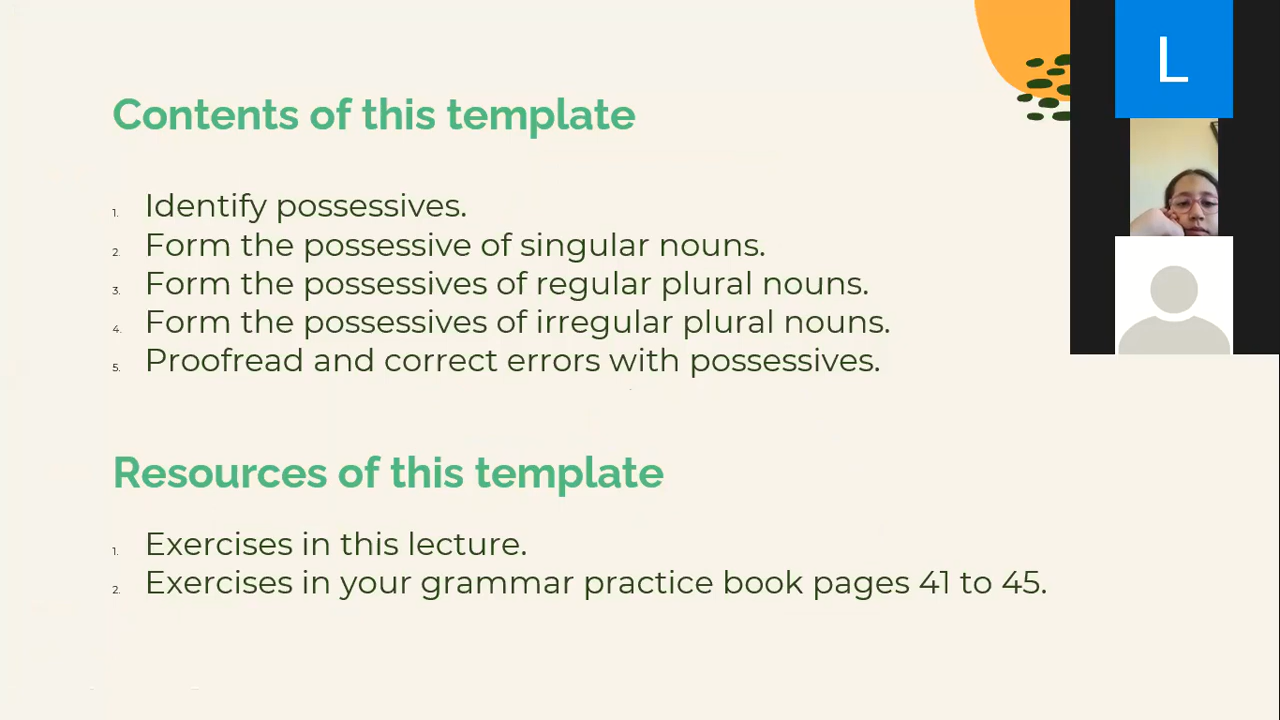 Contents of this template
1. Identify possessives.
2. Form the possessive of singular nouns.
3. Form the possessives of regular plural nouns.
4. Form the possessives of irregular plural nouns.
5. Proofread and correct errors with possessives.
Resources of this template
1. Exercises in this lecture.
2. Exercises in your grammar practice book pages 41 to 45.
L